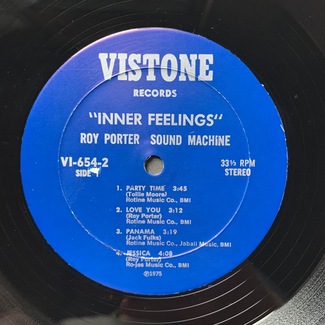 VISTONE
RECORDS
"INNER FEELINGS"
ROY PORTER SOUND MACHINE
VI-654-2
SIDE 1
33⅓ RPM
STEREO
1. PARTY TIME 3:45
(Tollie Moore)
Rotine Music Co., BMI
2. LOVE YOU 3:12
(Roy Porter)
Rotine Music Co., BMI
3. PANAMA 3:19
(Jack Fulks)
Rotine Music Co., Jobali Music, BMI
4. JESSICA 4:08
(Roy Porter)
Ro-jes Music Co., BMI
℗1975